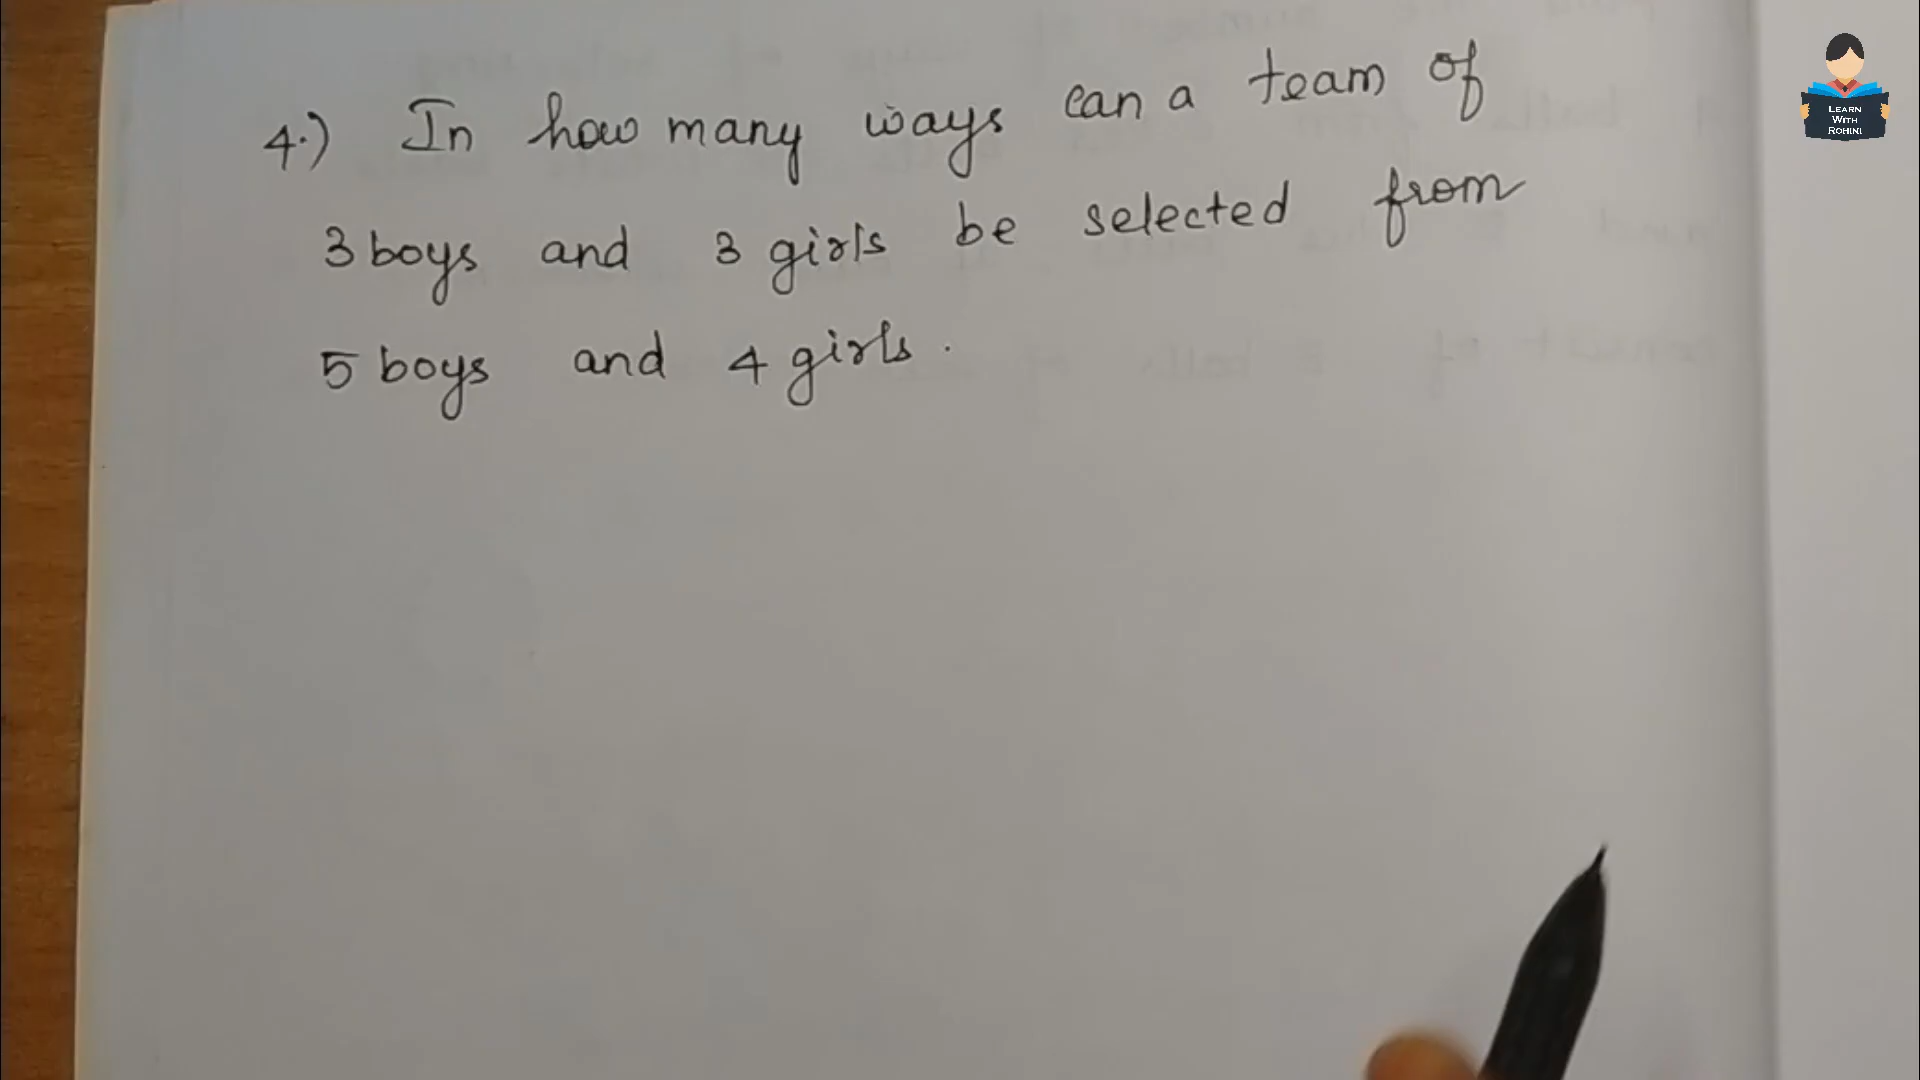 4.) In how many ways can a team of
3 boys and 3 girls be selected from
5 boys and 4 girls.
LEARN
WITH
ROHINI